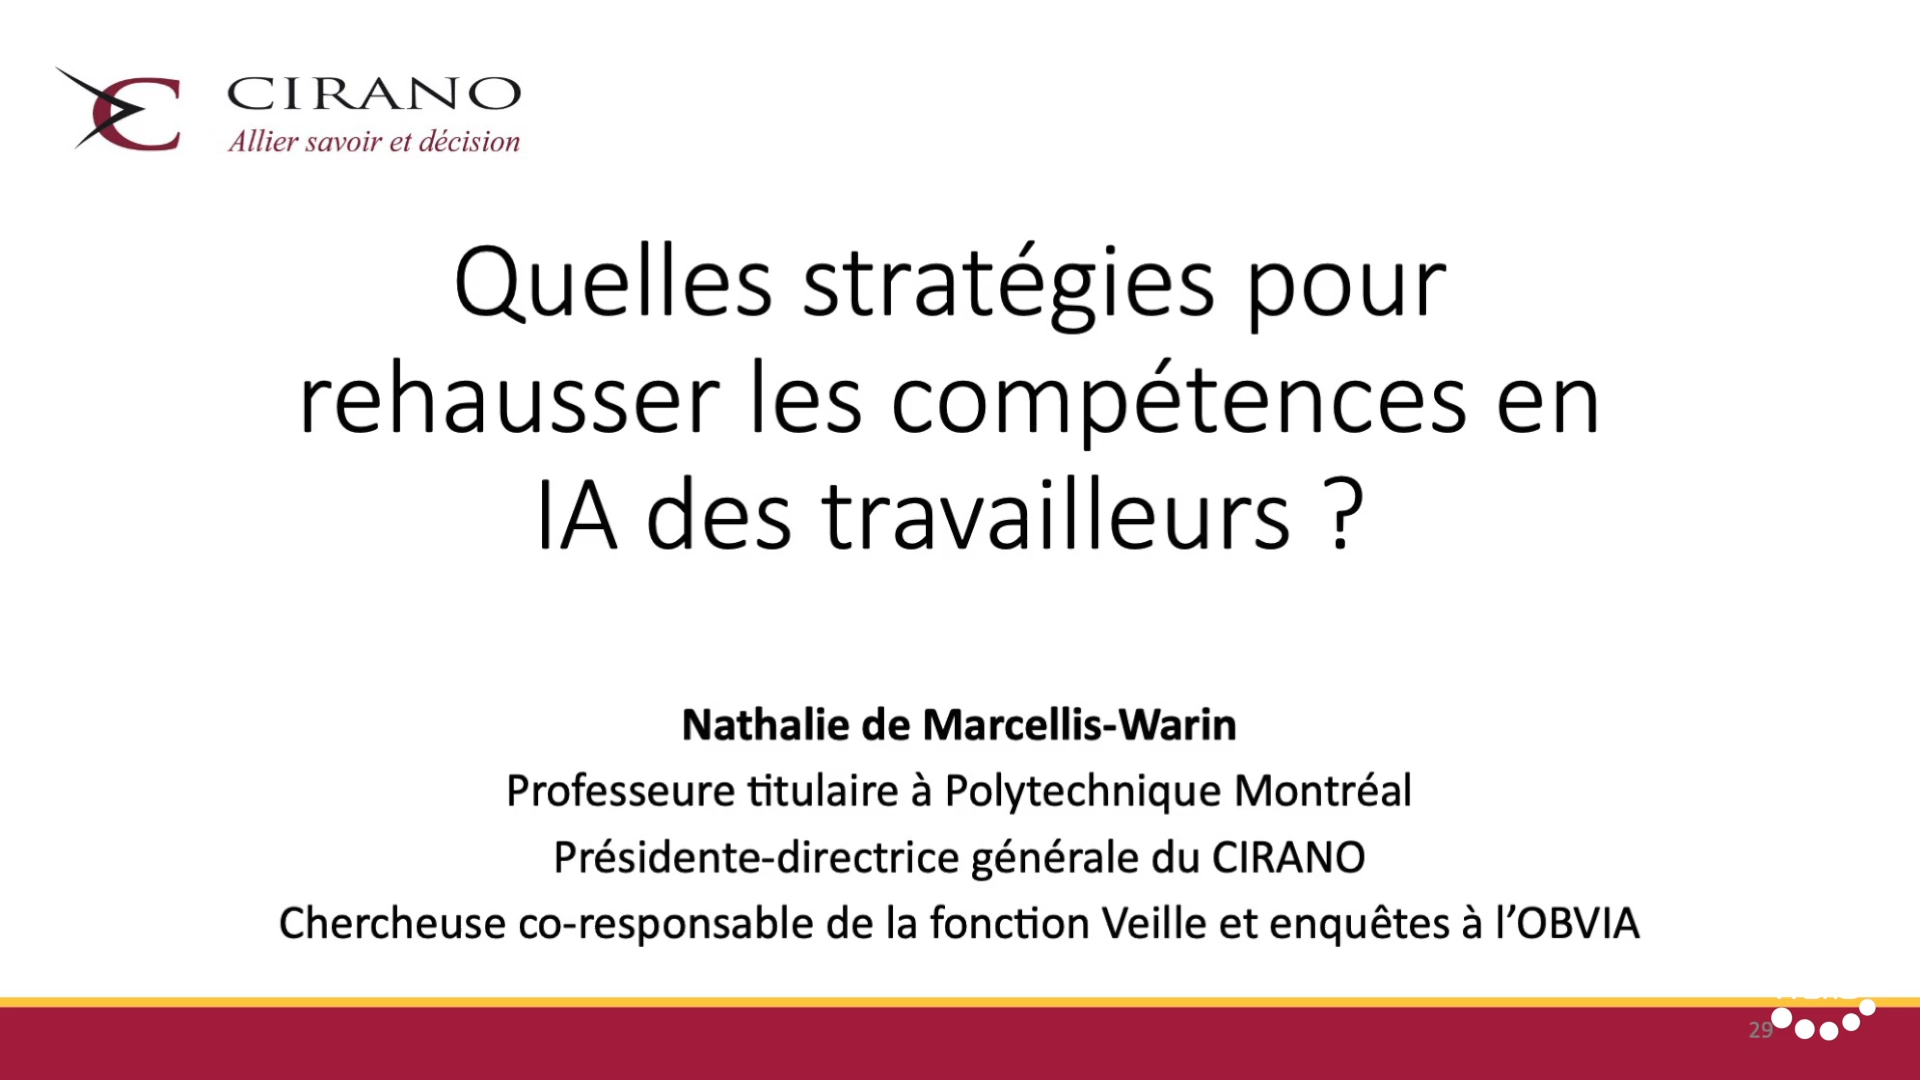 CIRANO
Allier savoir et décision
Quelles stratégies pour
rehausser les compétences en
IA des travailleurs ?
Nathalie de Marcellis-Warin
Professeure titulaire à Polytechnique Montréal
Présidente-directrice générale du CIRANO
Chercheuse co-responsable de la fonction Veille et enquêtes à l’OBVIA
29